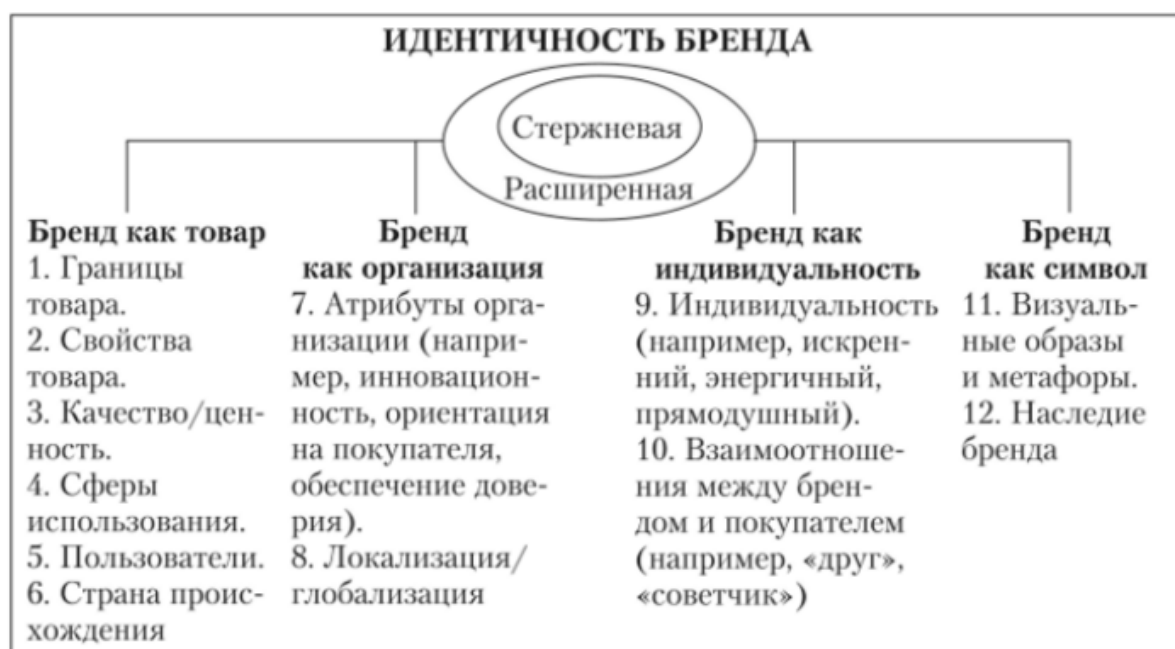 ИДЕНТИЧНОСТЬ БРЕНДА
Стержневая
Расширенная
Бренд как товар
1. Границы
товара.
2. Свойства
товара.
3. Качество/цен-
ность.
4. Сферы
использования.
5. Пользователи.
6. Страна проис-
хождения
Бренд
как организация
7. Атрибуты орга-
низации (напри-
мер, инновацион-
ность, ориентация
на покупателя,
обеспечение дове-
рия).
8. Локализация/
глобализация
Бренд как
индивидуальность
9. Индивидуальность
(например, искрен-
ний, энергичный,
прямодушный).
10. Взаимоотноше-
ния между брен-
дом и покупателем
(например, «друг»,
«советчик»)
Бренд
как символ
11. Визуаль-
ные образы
и метафоры.
12. Наследие
бренда